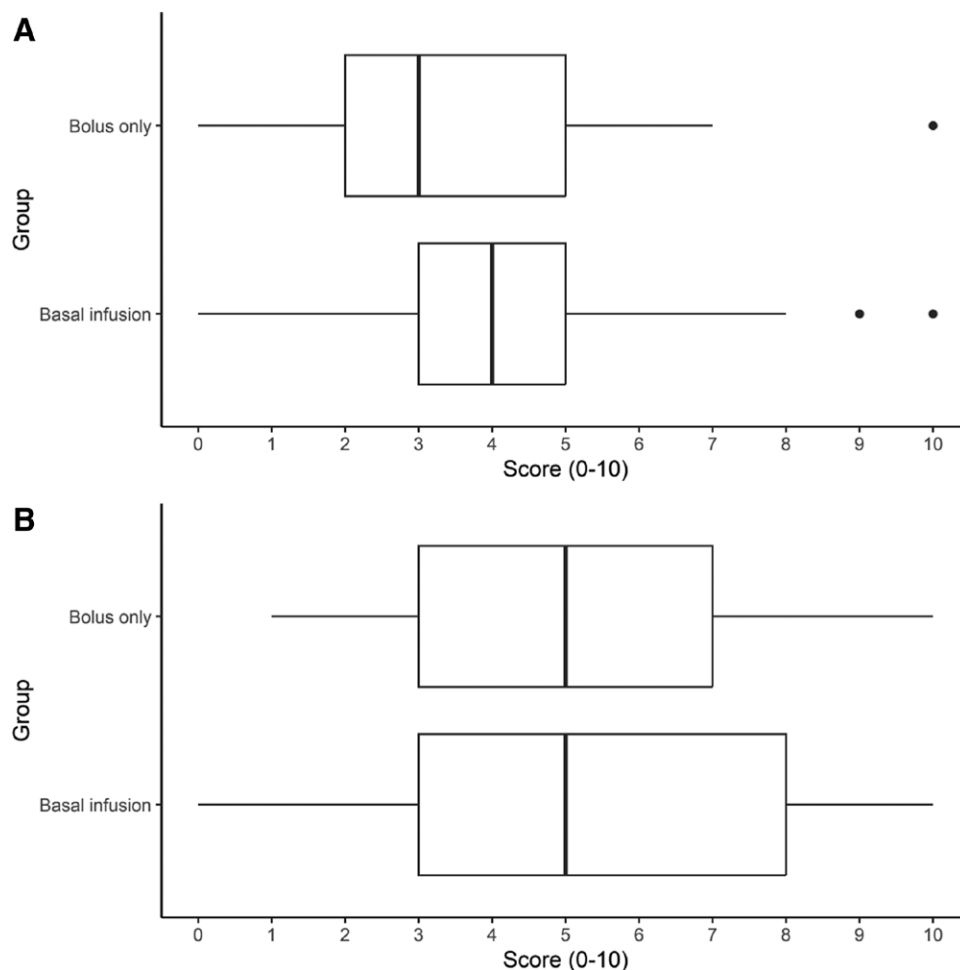 A
Bolus only
Group
Basal infusion
0 1 2 3 4 5 6 7 8 9 10
Score (0-10)
B
Bolus only
Group
Basal infusion
0 1 2 3 4 5 6 7 8 9 10
Score (0-10)